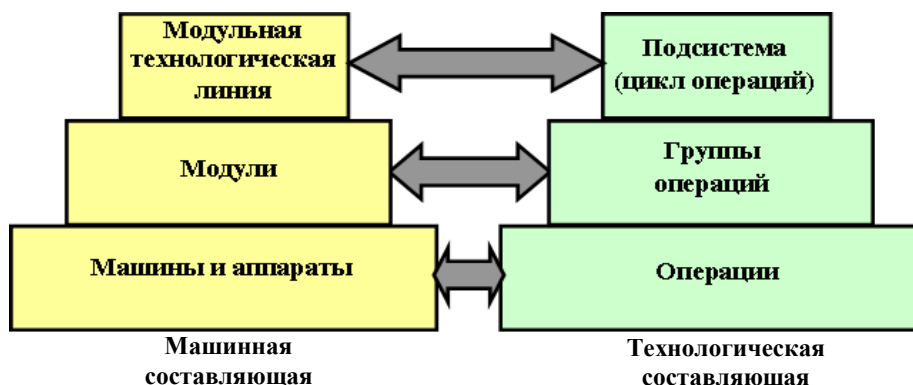 Модульная
технологическая
линия
Подсистема
(цикл операций)
Модули
Группы
операций
Машины и аппараты
Операции
Машинная
составляющая
Технологическая
составляющая